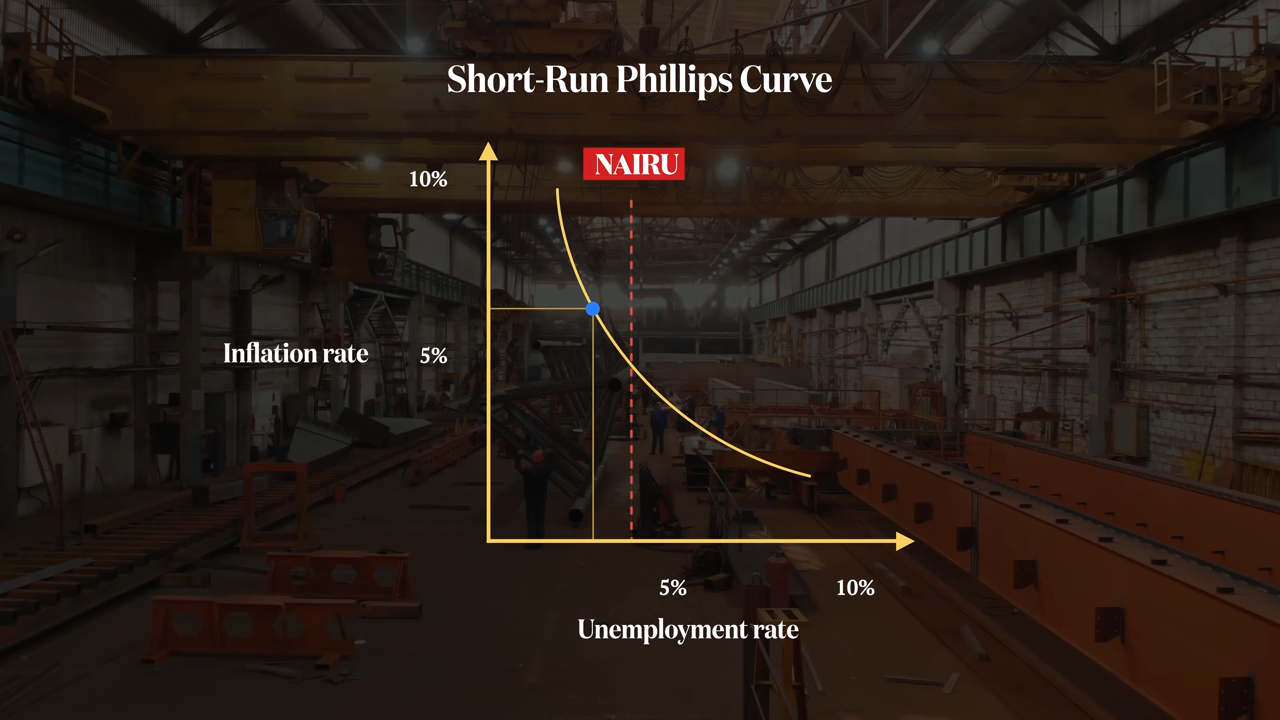 Short-Run Phillips Curve
NAIRU
10%
Inflation rate
5%
5%
10%
Unemployment rate